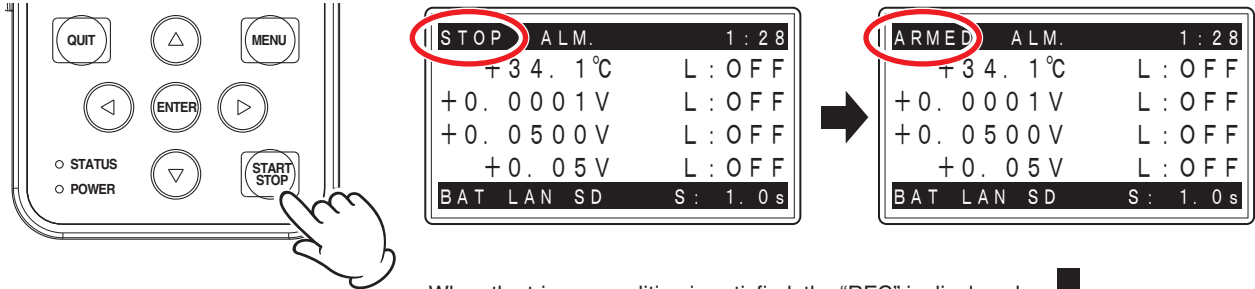 QUIT
MENU
ENTER
STATUS
POWER
START
STOP
STOP ALM. 1:28
+34.1℃ L:OFF
+0.0001V L:OFF
+0.0500V L:OFF
+0.05V L:OFF
BAT LAN SD S: 1.0s
ARMED ALM. 1:28
+34.1℃ L:OFF
+0.0001V L:OFF
+0.0500V L:OFF
+0.05V L:OFF
BAT LAN SD S: 1.0s